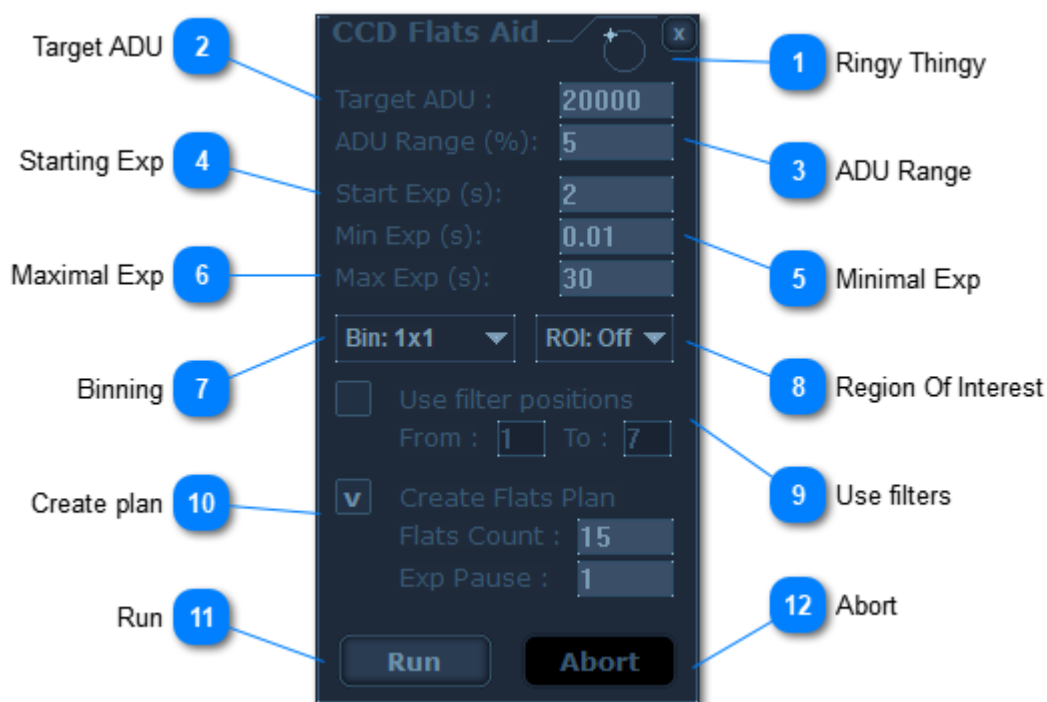 CCD Flats Aid x
Target ADU 2
1 Ringy Thingy
Target ADU : 20000
ADU Range (%): 5
3 ADU Range
Starting Exp 4
Start Exp (s): 2
Min Exp (s): 0.01
Max Exp (s): 30
5 Minimal Exp
Maximal Exp 6
Bin: 1x1 ROI: Off
Binning 7
8 Region Of Interest
Use filter positions
From : 1 To : 7
9 Use filters
Create plan 10
v Create Flats Plan
Flats Count : 15
Exp Pause : 1
Run 11
12 Abort
Run Abort